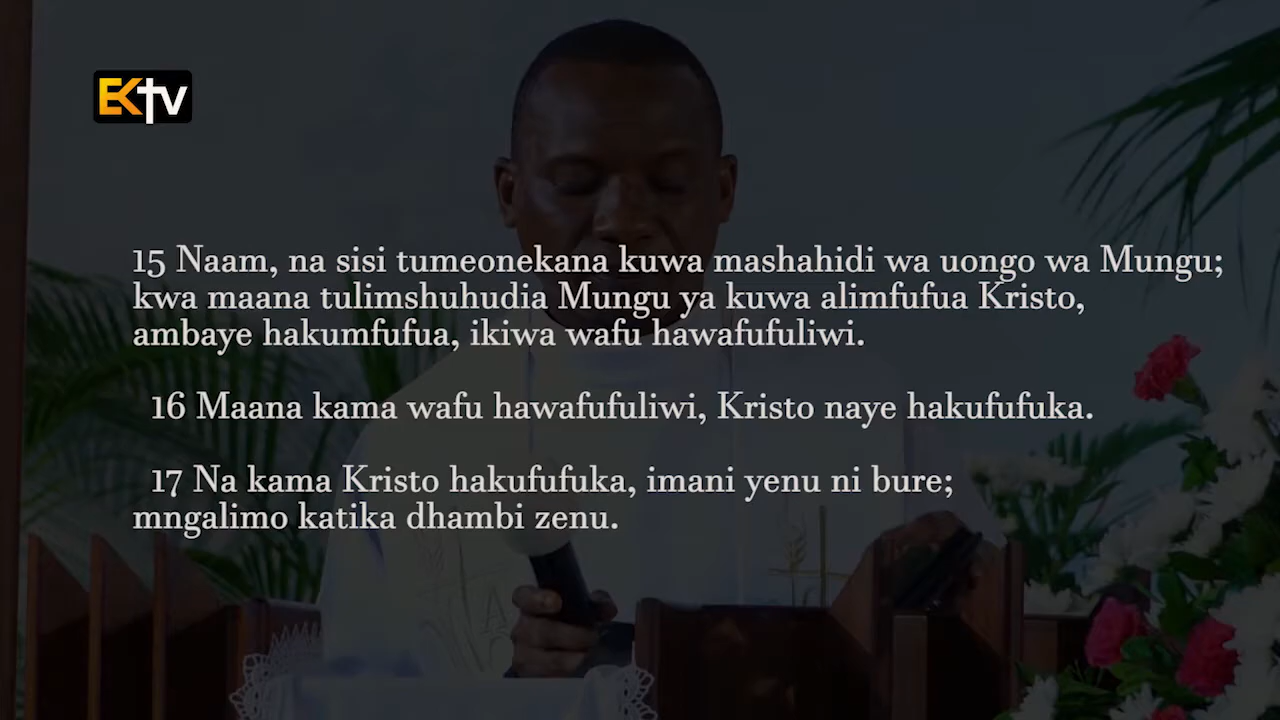 EKTV
15 Naam, na sisi tumeonekana kuwa mashahidi wa uongo wa Mungu;
kwa maana tulimshuhudia Mungu ya kuwa alimfufua Kristo,
ambaye hakumfufua, ikiwa wafu hawafufuliwi.
16 Maana kama wafu hawafufuliwi, Kristo naye hakufufuka.
17 Na kama Kristo hakufufuka, imani yenu ni bure;
mngalimo katika dhambi zenu.